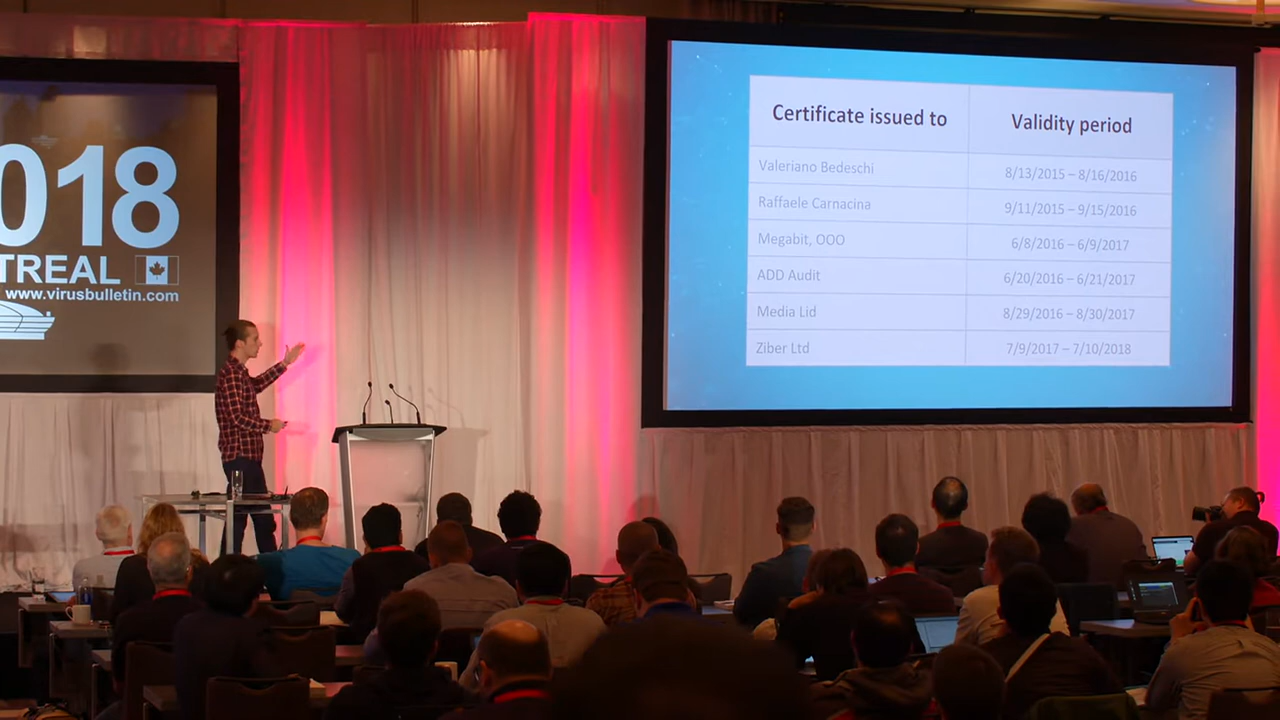 018
TREAL
www.virusbulletin.com
Certificate issued to Validity period
Valeriano Bedeschi 8/13/2015 – 8/16/2016
Raffaele Carnacina 9/11/2015 – 9/15/2016
Megabit, OOO 6/8/2016 – 6/9/2017
ADD Audit 6/20/2016 – 6/21/2017
Media Lid 8/29/2016 – 8/30/2017
Ziber Ltd 7/9/2017 – 7/10/2018